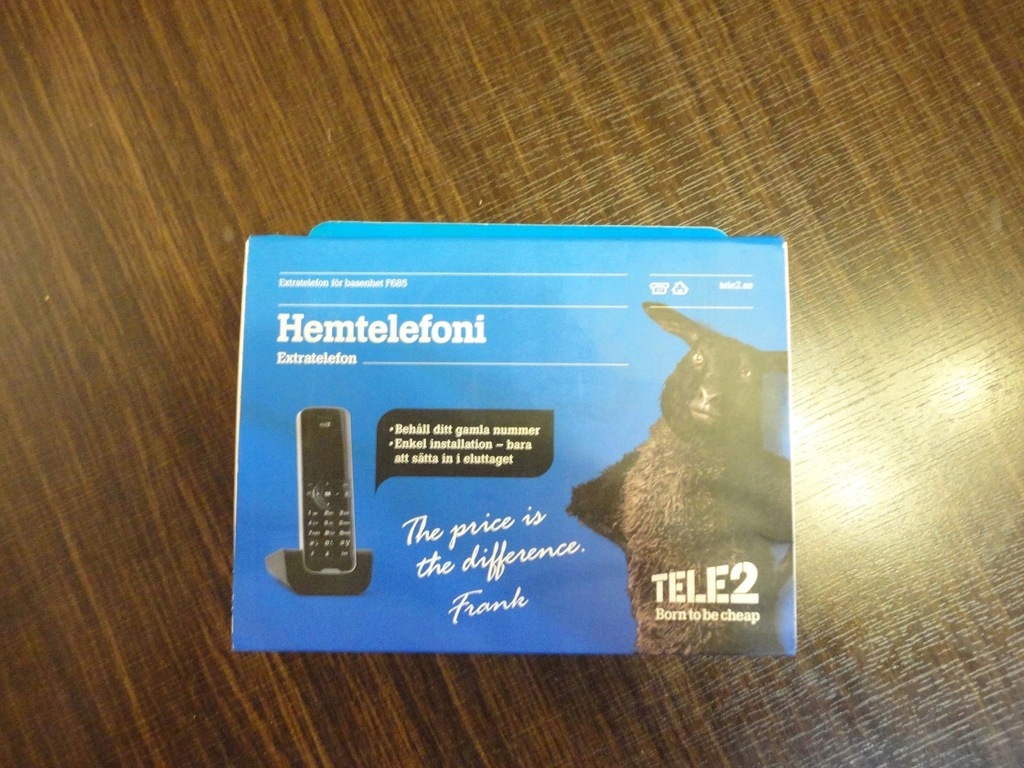 Extratelefon för basenhet F685
tele2.se
Hemtelefoni
Extratelefon
• Behåll ditt gamla nummer
• Enkel installation – bara
att sätta in i eluttaget
The price is
the difference.
Frank
TELE2
Born to be cheap